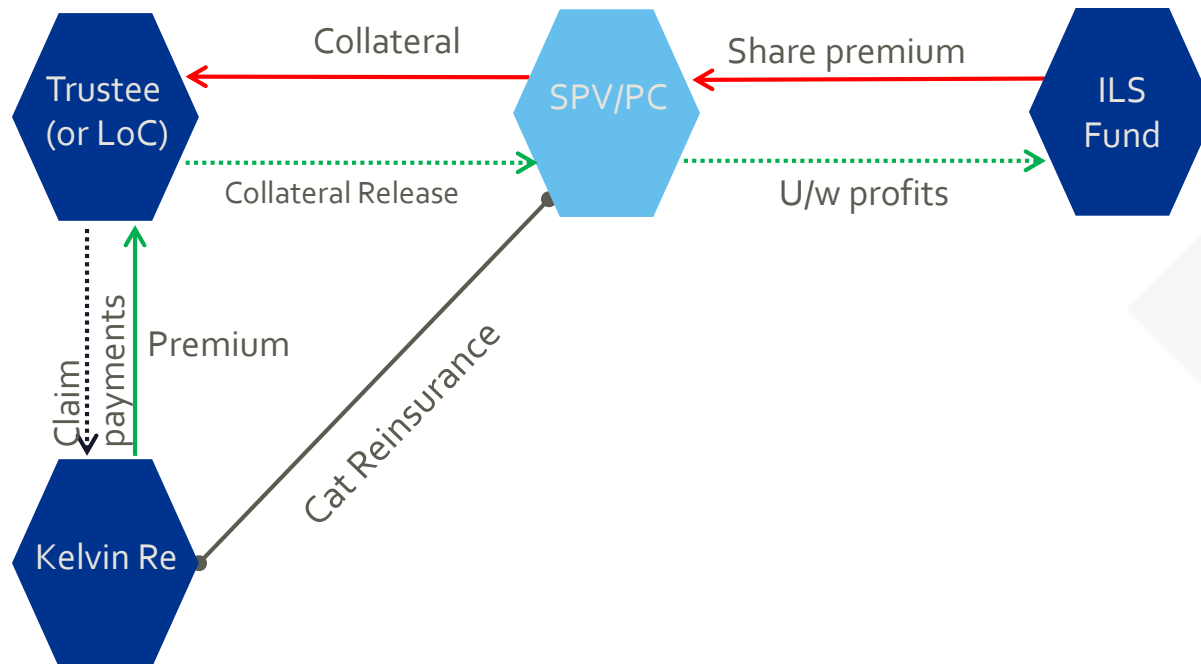 Collateral
Share premium
Trustee
(or LoC)
SPV/PC
ILS
Fund
Collateral Release
U/w profits
Claim
payments
Premium
Cat Reinsurance
Kelvin Re